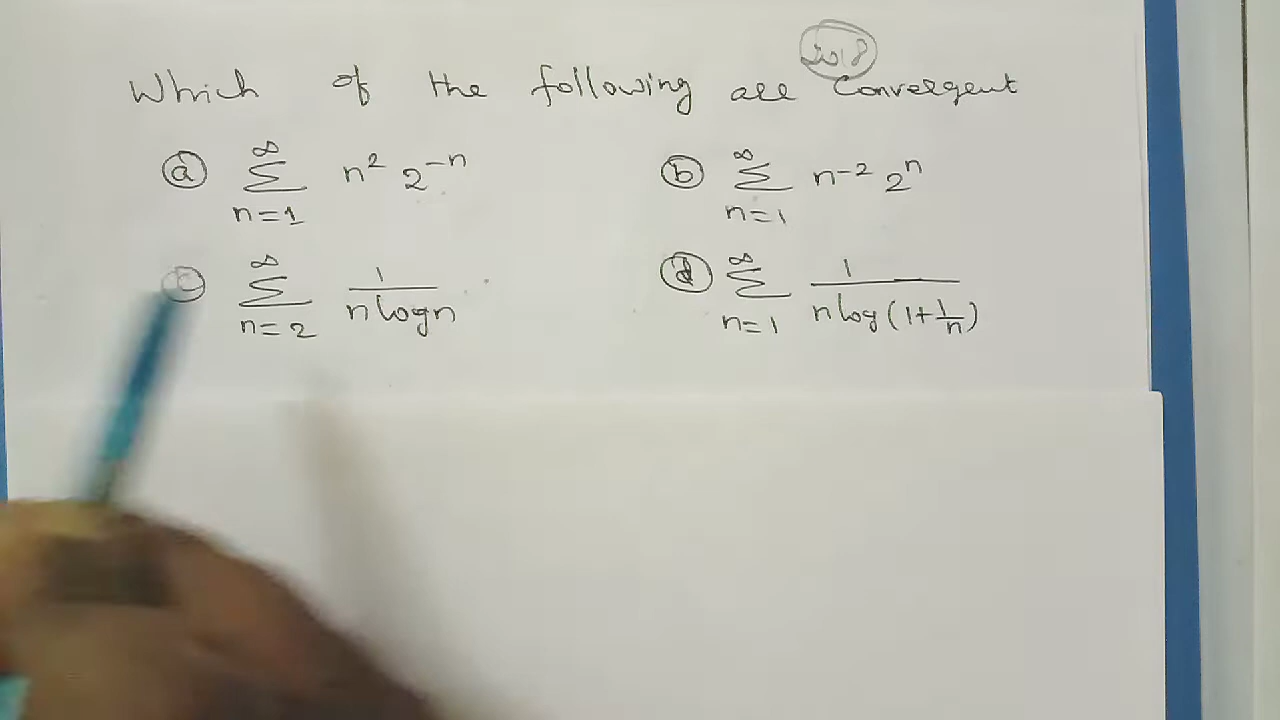 2018
Which of the following are Convergent
ⓐ ∞ ∑ n=1 n² 2⁻ⁿ ⓑ ∞ ∑ n=1 n⁻² 2ⁿ
ⓒ ∞ ∑ n=2 1/(n log n) ⓓ ∞ ∑ n=1 1/(n log(1+1/n))